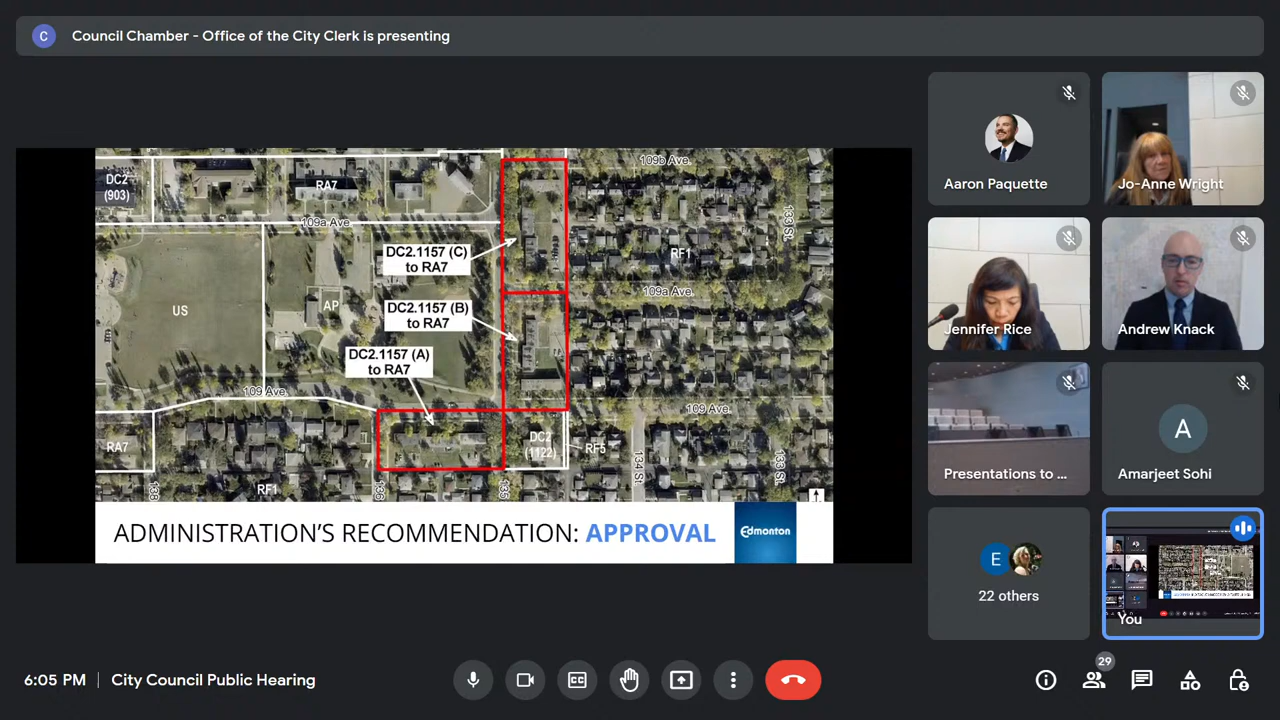 C
Council Chamber - Office of the City Clerk is presenting
DC2
(903)
RA7
109b Ave.
109a Ave.
133 St.
DC2.1157 (C)
to RA7
RF1
109a Ave.
US
AP
DC2.1157 (B)
to RA7
DC2.1157 (A)
to RA7
109 Ave.
109 Ave.
RA7
DC2
(1122)
RF5
RF1
134 St.
133 St.
ADMINISTRATION'S RECOMMENDATION: APPROVAL
Edmonton
Aaron Paquette
Jo-Anne Wright
Jennifer Rice
Andrew Knack
Presentations to ...
A
Amarjeet Sohi
E
22 others
You
6:05 PM | City Council Public Hearing
29